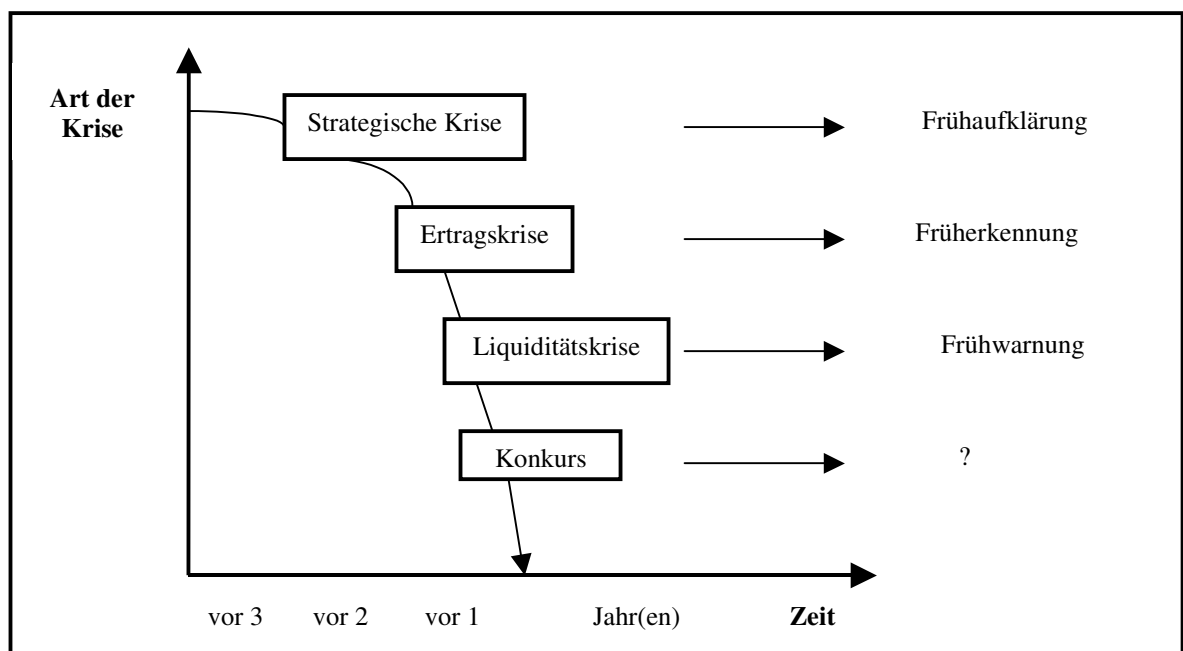 Art der
Krise
Strategische Krise
Frühaufklärung
Ertragskrise
Früherkennung
Liquiditätskrise
Frühwarnung
Konkurs
?
vor 3
vor 2
vor 1
Jahr(en)
Zeit